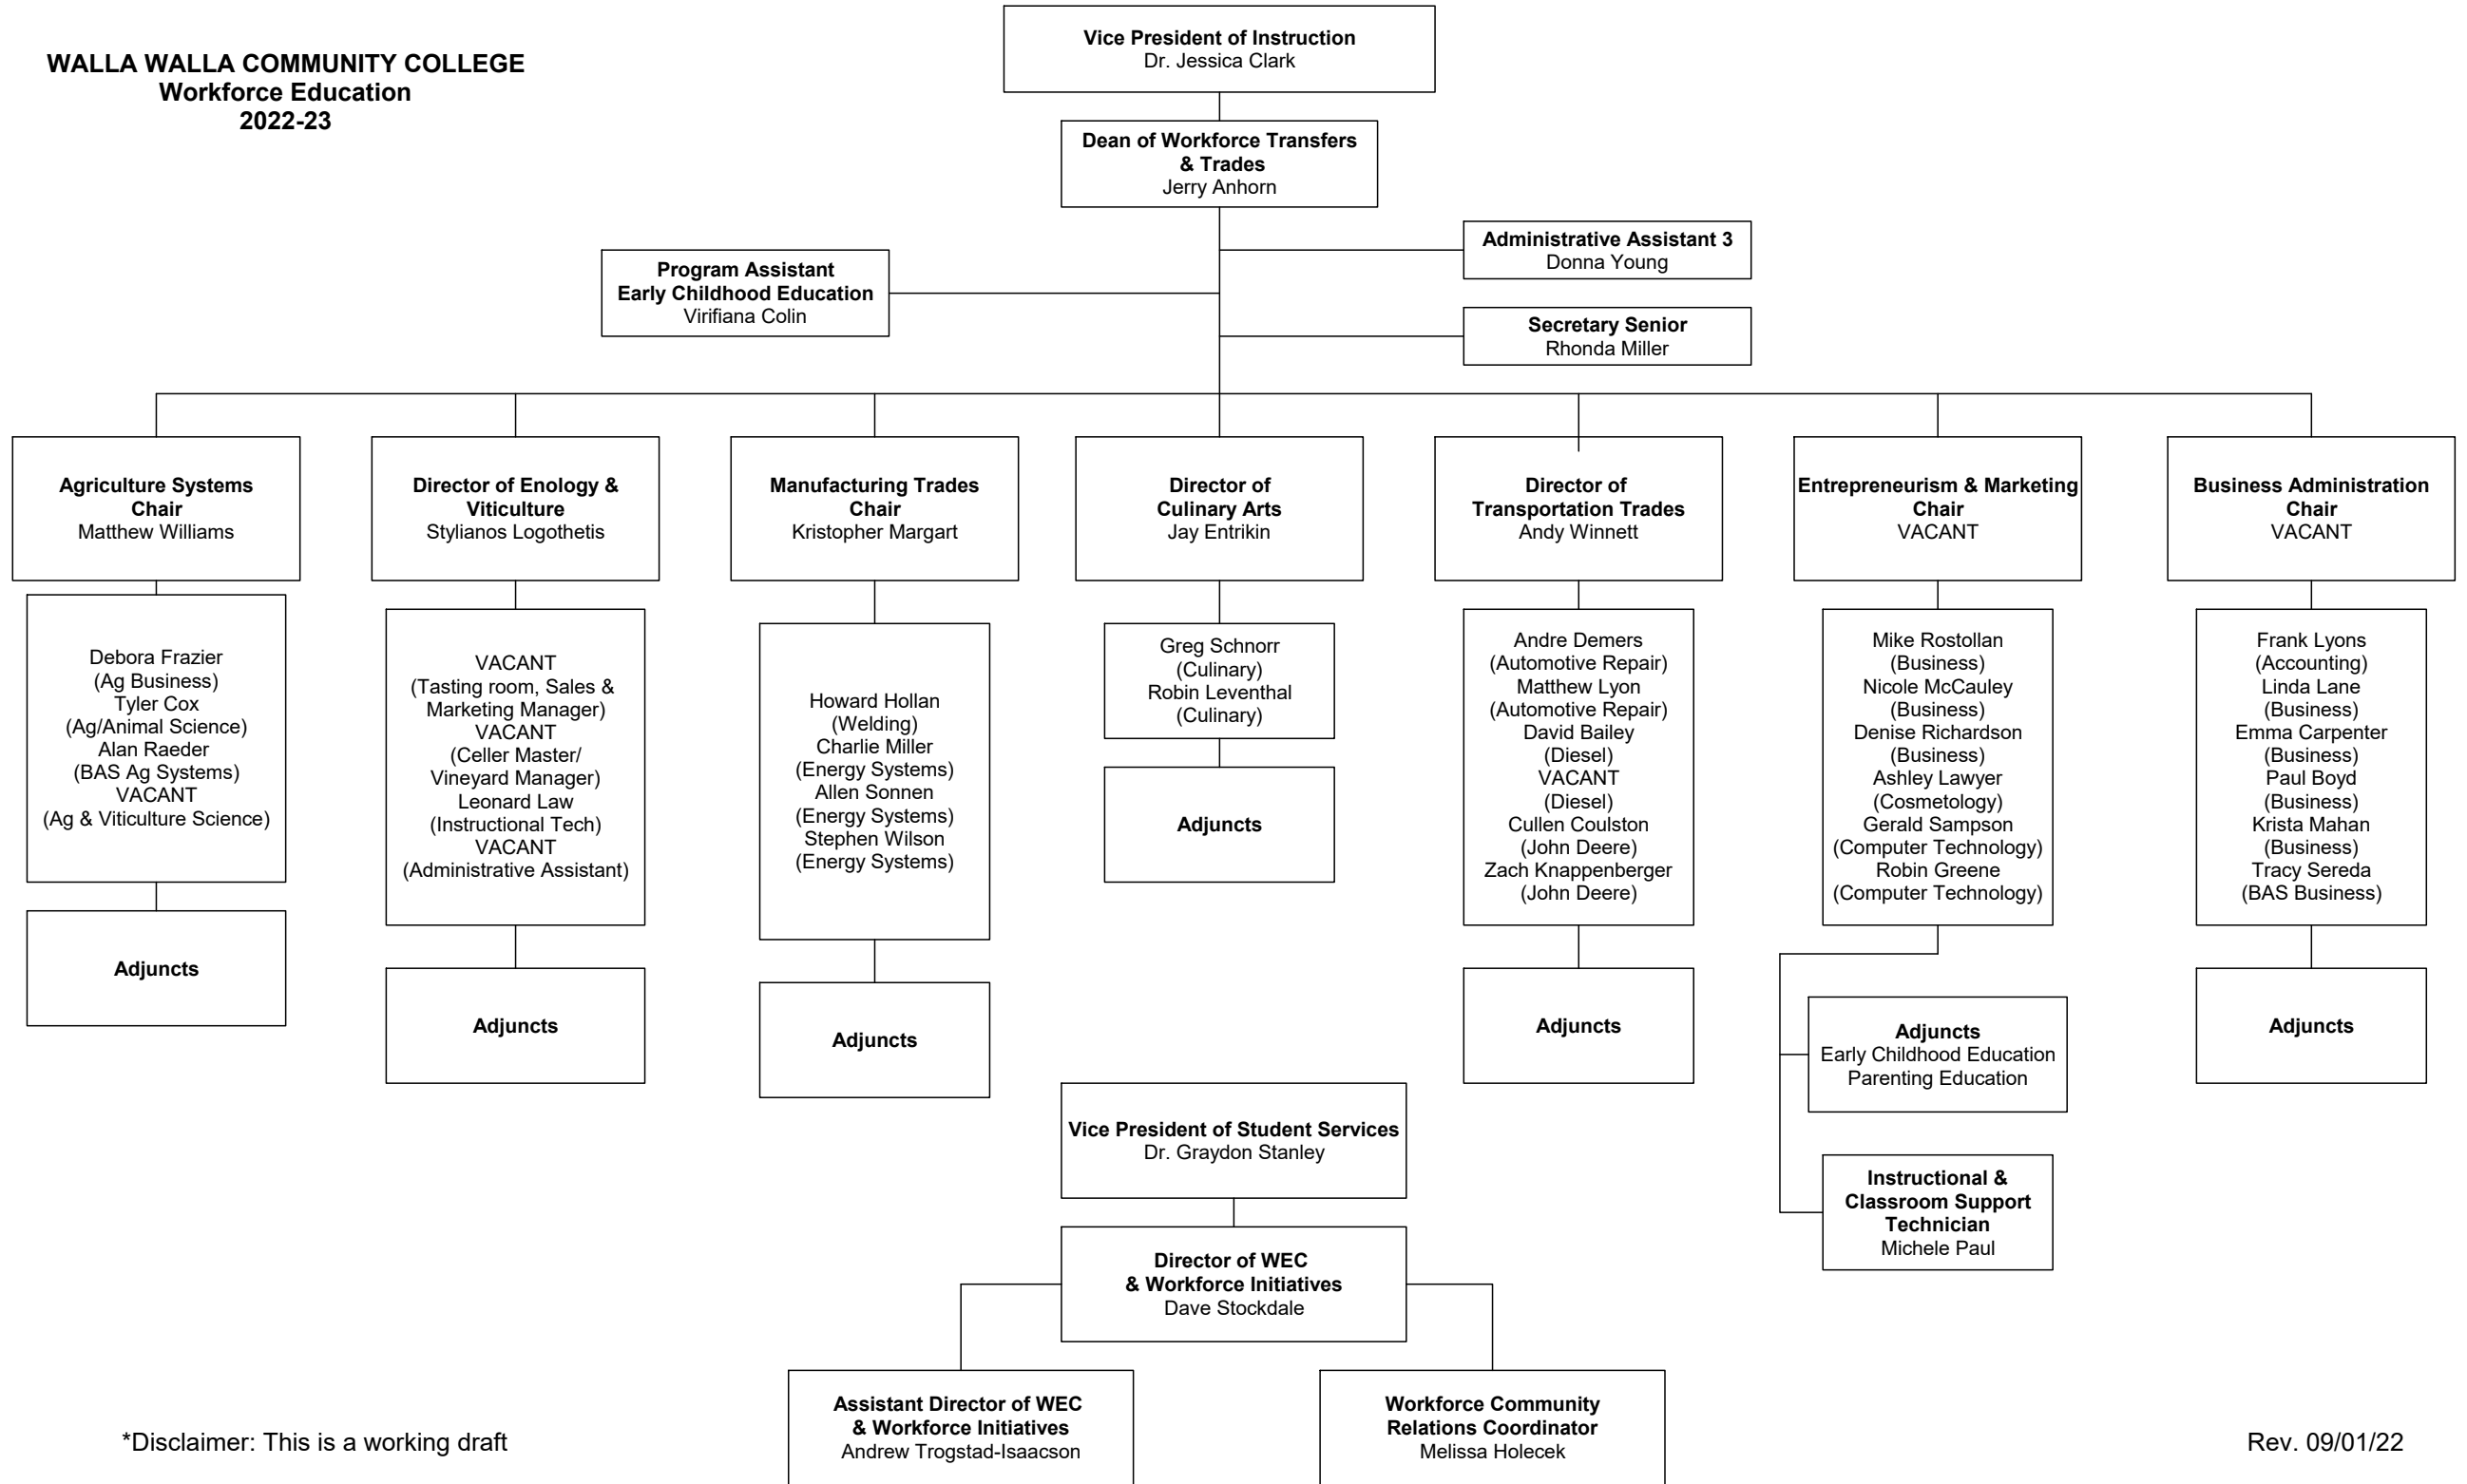 WALLA WALLA COMMUNITY COLLEGE
Workforce Education
2022-23
Vice President of Instruction
Dr. Jessica Clark
Dean of Workforce Transfers
& Trades
Jerry Anhorn
Administrative Assistant 3
Donna Young
Program Assistant
Early Childhood Education
Virifiana Colin
Secretary Senior
Rhonda Miller
Agriculture Systems
Chair
Matthew Williams
Director of Enology &
Viticulture
Stylianos Logothetis
Manufacturing Trades
Chair
Kristopher Margart
Director of
Culinary Arts
Jay Entrikin
Director of
Transportation Trades
Andy Winnett
Entrepreneurism & Marketing
Chair
VACANT
Business Administration
Chair
VACANT
Debora Frazier
(Ag Business)
Tyler Cox
(Ag/Animal Science)
Alan Raeder
(BAS Ag Systems)
VACANT
(Ag & Viticulture Science)
VACANT
(Tasting room, Sales &
Marketing Manager)
VACANT
(Celler Master/
Vineyard Manager)
Leonard Law
(Instructional Tech)
VACANT
(Administrative Assistant)
Howard Hollan
(Welding)
Charlie Miller
(Energy Systems)
Allen Sonnen
(Energy Systems)
Stephen Wilson
(Energy Systems)
Greg Schnorr
(Culinary)
Robin Leventhal
(Culinary)
Andre Demers
(Automotive Repair)
Matthew Lyon
(Automotive Repair)
David Bailey
(Diesel)
VACANT
(Diesel)
Cullen Coulston
(John Deere)
Zach Knappenberger
(John Deere)
Mike Rostollan
(Business)
Nicole McCauley
(Business)
Denise Richardson
(Business)
Ashley Lawyer
(Cosmetology)
Gerald Sampson
(Computer Technology)
Robin Greene
(Computer Technology)
Frank Lyons
(Accounting)
Linda Lane
(Business)
Emma Carpenter
(Business)
Paul Boyd
(Business)
Krista Mahan
(Business)
Tracy Sereda
(BAS Business)
Adjuncts
Adjuncts
Adjuncts
Adjuncts
Adjuncts
Adjuncts
Early Childhood Education
Parenting Education
Adjuncts
Instructional &
Classroom Support
Technician
Michele Paul
Vice President of Student Services
Dr. Graydon Stanley
Director of WEC
& Workforce Initiatives
Dave Stockdale
Assistant Director of WEC
& Workforce Initiatives
Andrew Trogstad-Isaacson
Workforce Community
Relations Coordinator
Melissa Holecek
*Disclaimer: This is a working draft
Rev. 09/01/22